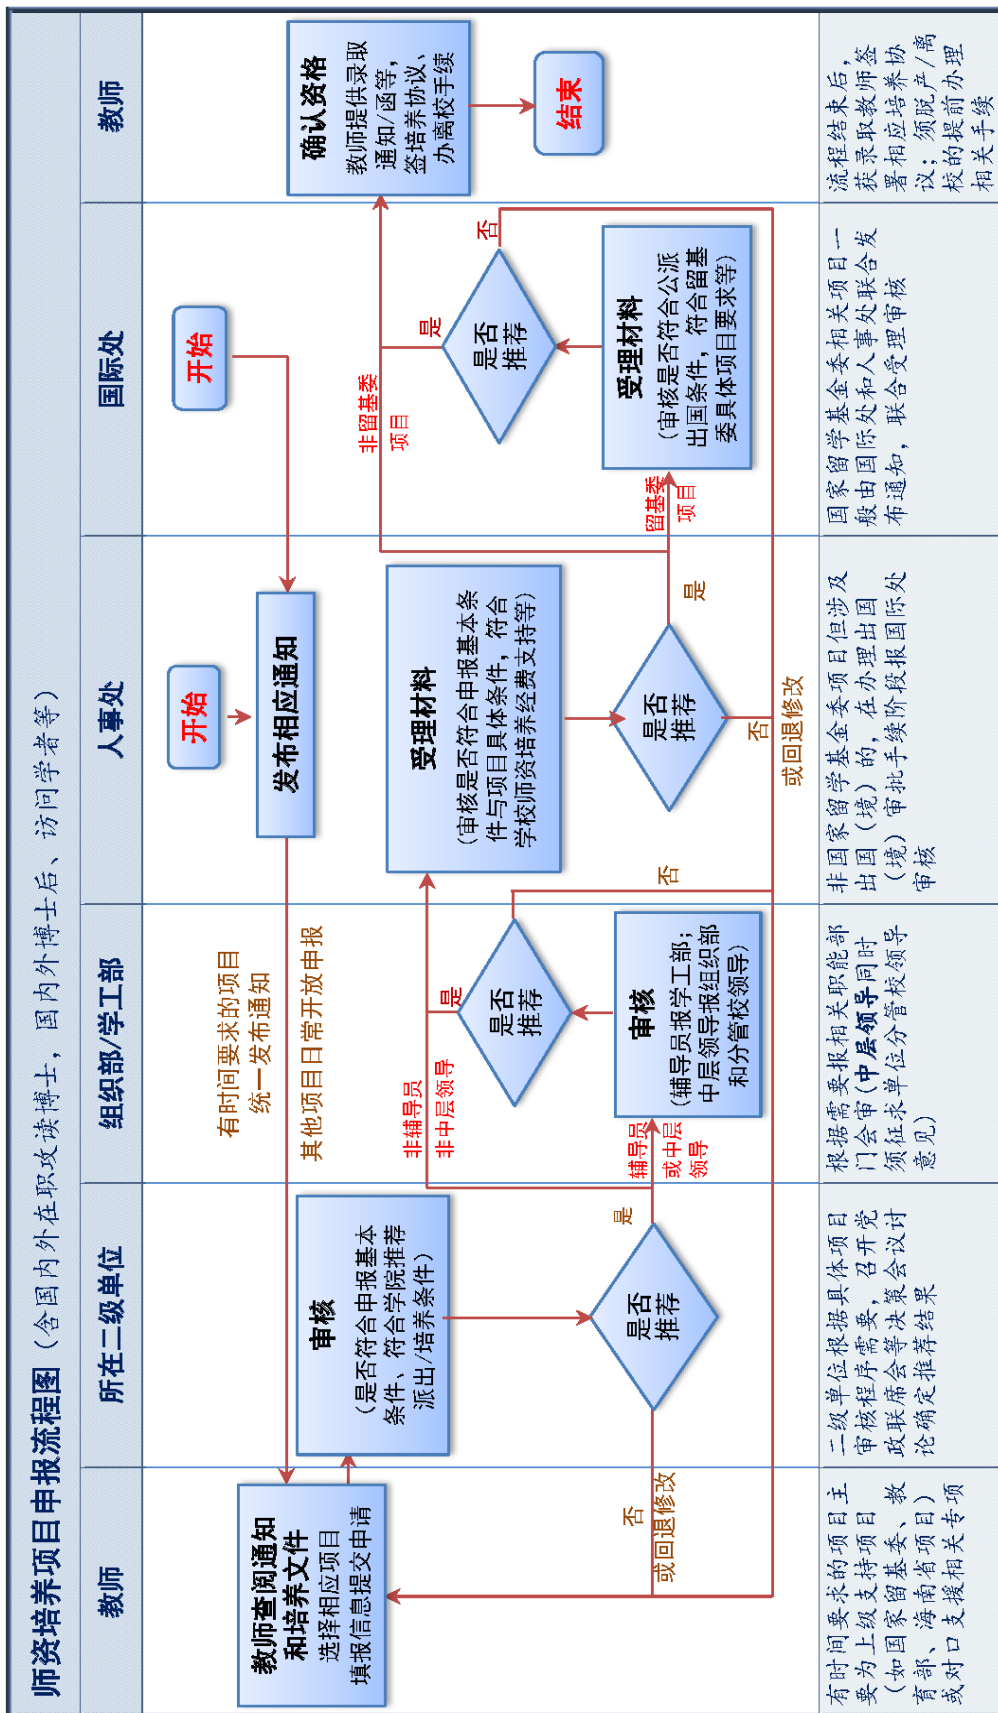 师资培养项目申报流程图（含国内外在职攻读博士，国内外博士后、访问学者等）
教师
所在二级单位
组织部/学工部
人事处
国际处
教师
开始
开始
发布相应通知
有时间要求的项目
统一发布通知
其他项目日常开放申报
教师查阅通知
和培养文件
选择相应项目
填报信息提交申请
审核
（是否符合申报基本
条件、符合学院推荐
派出/培养条件）
是否
推荐
是
否
或回退修改
非辅导员
非中层领导
辅导员
或中层
领导
审核
（辅导员报学工部；
中层领导报组织部
和分管校领导）
是否
推荐
是
否
受理材料
（审核是否符合申报基本条
件与项目具体条件，符合
学校师资培养经费支持等）
是否
推荐
是
否
或回退修改
非留基委
项目
留基委
项目
受理材料
（审核是否符合公派
出国条件，符合留基
委具体项目要求等）
是否
推荐
是
否
确认资格
教师提供录取
通知/函等，
签培养协议、
办离校手续
结束
有时间要求的项目主
要为上级支持项目
（如国家留基委、教
育部、海南省项目）
或对口支援相关专项
二级单位根据具体项目
审核程序需要，召开党
政联席会等决策会议讨
论确定推荐结果
根据需要报相关职能部
门会审（中层领导同时
须征求单位分管校领导
意见）
非国家留学基金委项目但涉及
出国（境）的，在办理出国
（境）审批手续阶段报国际处
审核
国家留学基金委相关项目一
般由国际处和人事处联合发
布通知，联合受理审核
流程结束后，
获录取教师签
署相应培养协
议；须脱产/离
校的提前办理
相关手续